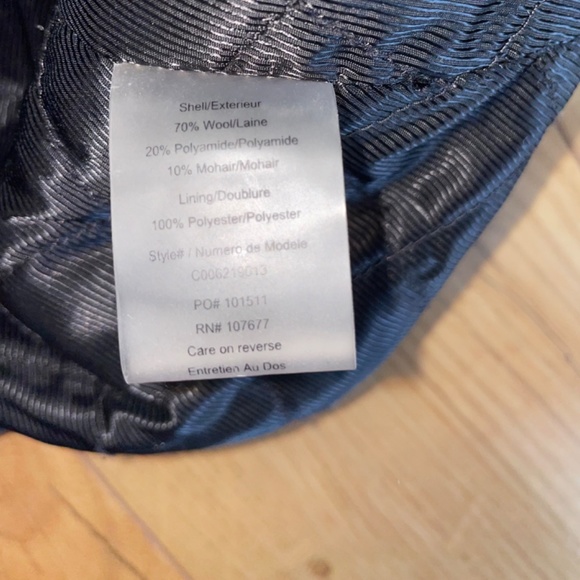 Shell/Exterieur
70% Wool/Laine
20% Polyamide/Polyamide
10% Mohair/Mohair
Lining/Doublure
100% Polyester/Polyester
Style# / Numero de Modele
C006219013
PO# 101511
RN# 107677
Care on reverse
Entretien Au Dos